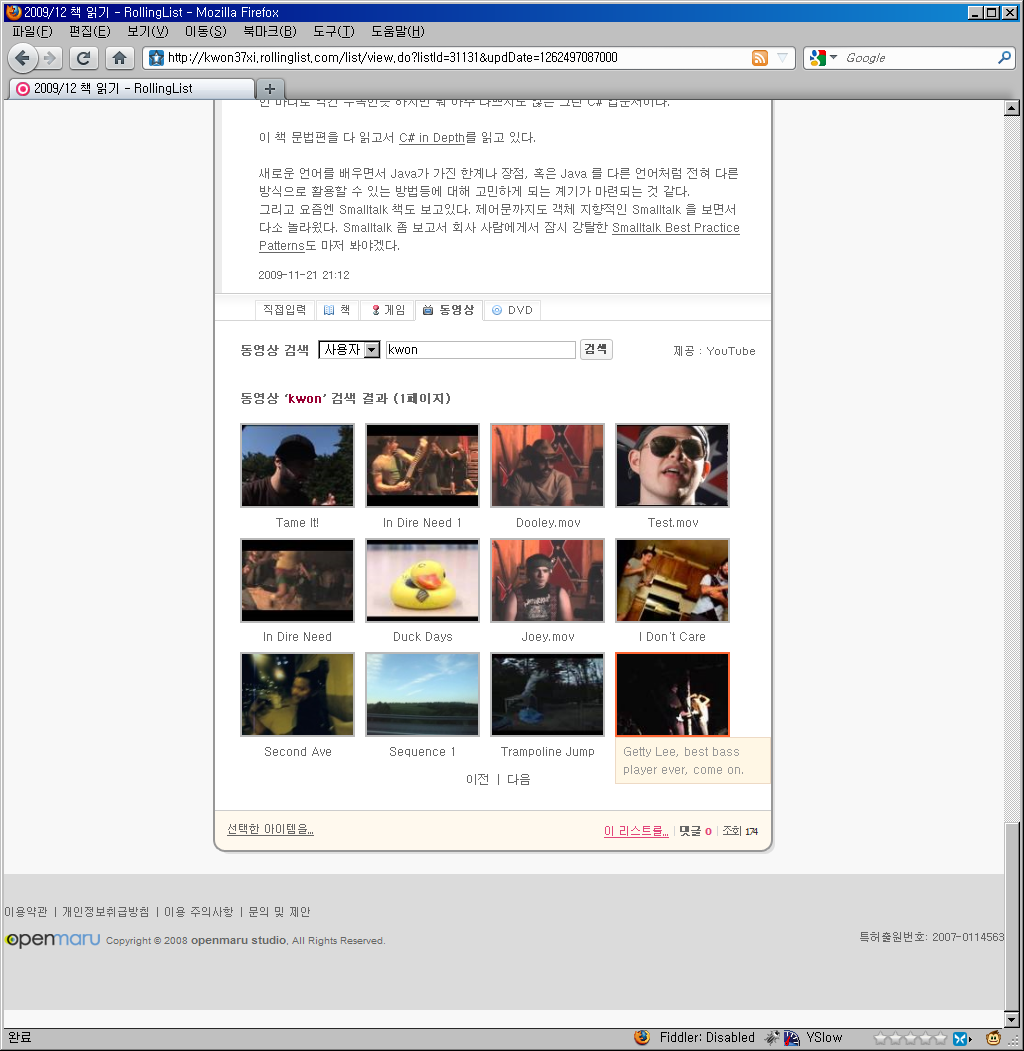 2009/12 책 읽기 - RollingList - Mozilla Firefox
파일(F) 편집(E) 보기(V) 이동(S) 북마크(B) 도구(T) 도움말(H)
http://kwon37xi.rollinglist.com/list/view.do?listId=31131&updDate=1262497087000
Google
2009/12 책 읽기 - RollingList
이 책 문법편을 다 읽고서 C# in Depth를 읽고 있다.
새로운 언어를 배우면서 Java가 가진 한계나 장점, 혹은 Java 를 다른 언어처럼 전혀 다른
방식으로 활용할 수 있는 방법등에 대해 고민하게 되는 계기가 마련되는 것 같다.
그리고 요즘엔 Smalltalk 책도 보고있다. 제어문까지도 객체 지향적인 Smalltalk 을 보면서
다소 놀라웠다. Smalltalk 좀 보고서 회사 사람에게서 잠시 강탈한 Smalltalk Best Practice
Patterns도 마저 봐야겠다.
2009-11-21 21:12
직접입력 책 게임 동영상 DVD
동영상 검색 사용자 kwon 검색 제공 : YouTube
동영상 ‘kwon’ 검색 결과 (1페이지)
Tame It! In Dire Need 1 Dooley.mov Test.mov
In Dire Need Duck Days Joey.mov I Don't Care
Second Ave Sequence 1 Trampoline Jump
Getty Lee, best bass
player ever, come on.
이전 | 다음
선택한 아이템을... 이 리스트를... | 댓글 0 | 조회 174
이용약관 | 개인정보취급방침 | 이용 주의사항 | 문의 및 제안
openmaru Copyright © 2008 openmaru studio, All Rights Reserved.
특허출원번호: 2007-0114563
완료 Fiddler: Disabled YSlow